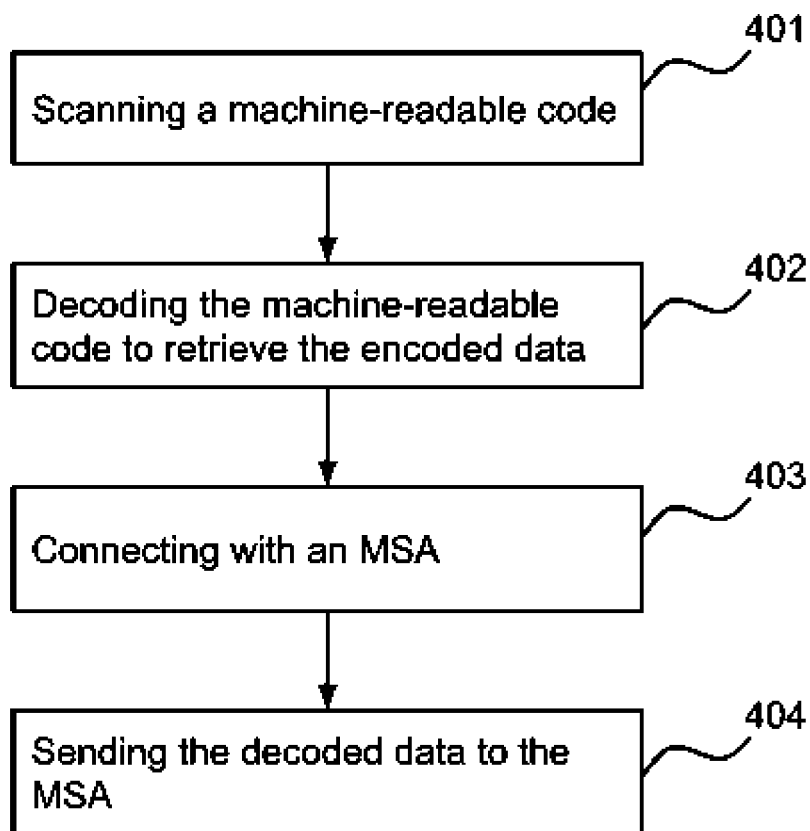 401
Scanning a machine-readable code
402
Decoding the machine-readable
code to retrieve the encoded data
403
Connecting with an MSA
404
Sending the decoded data to the
MSA